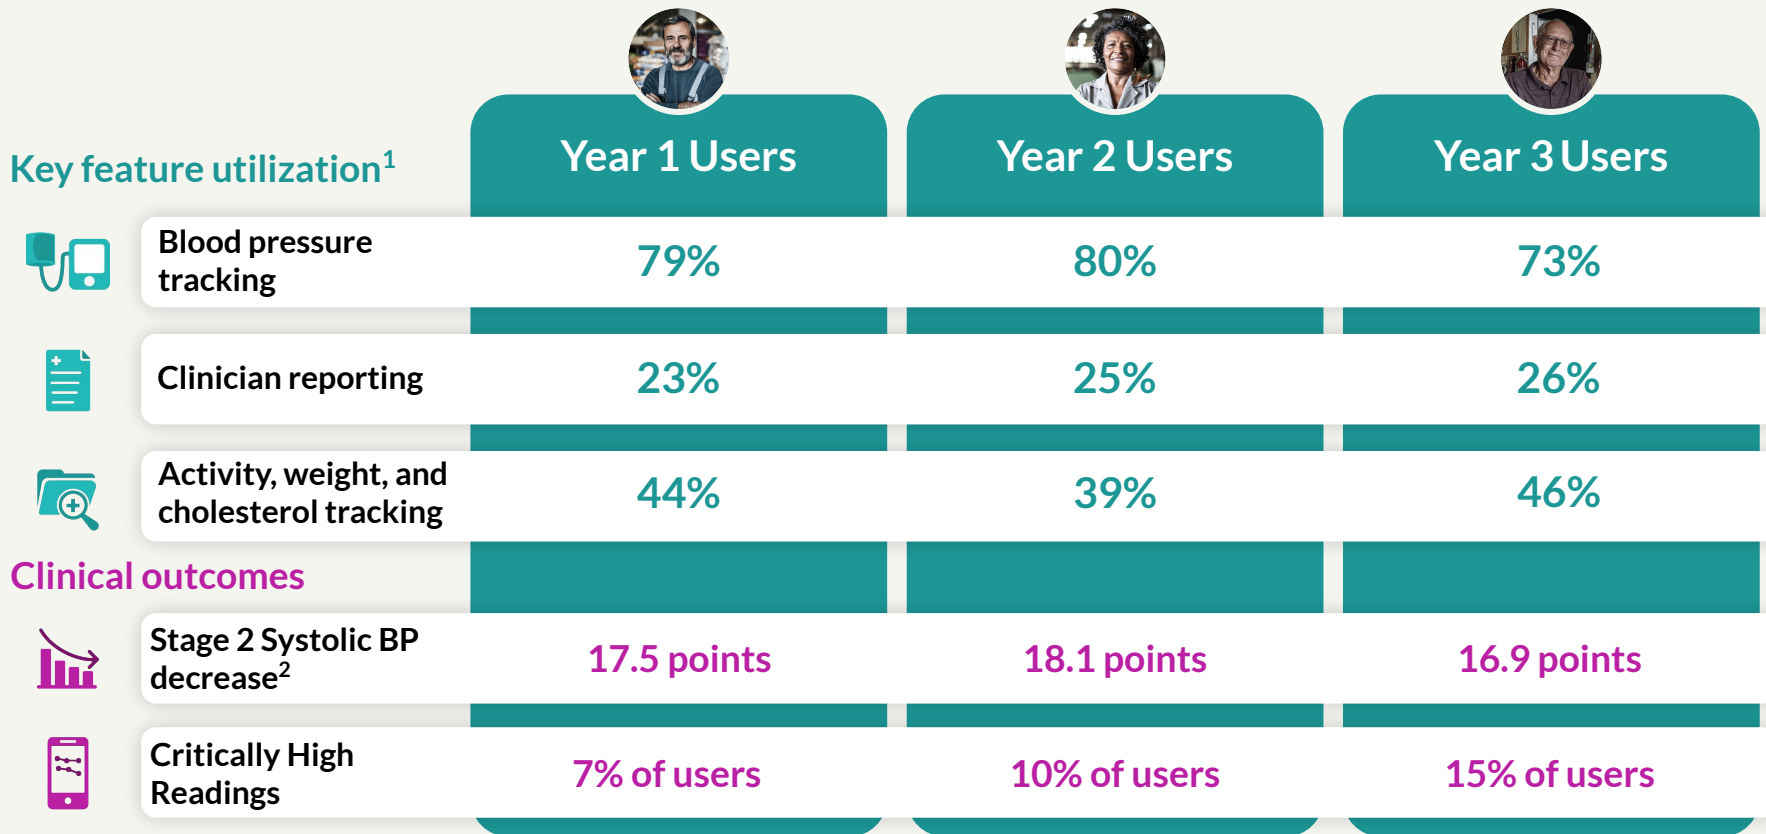 Year 1 Users
Year 2 Users
Year 3 Users
Key feature utilization1
Blood pressure
tracking
79%
80%
73%
Clinician reporting
23%
25%
26%
Activity, weight, and
cholesterol tracking
44%
39%
46%
Clinical outcomes
Stage 2 Systolic BP
decrease2
17.5 points
18.1 points
16.9 points
Critically High
Readings
7% of users
10% of users
15% of users